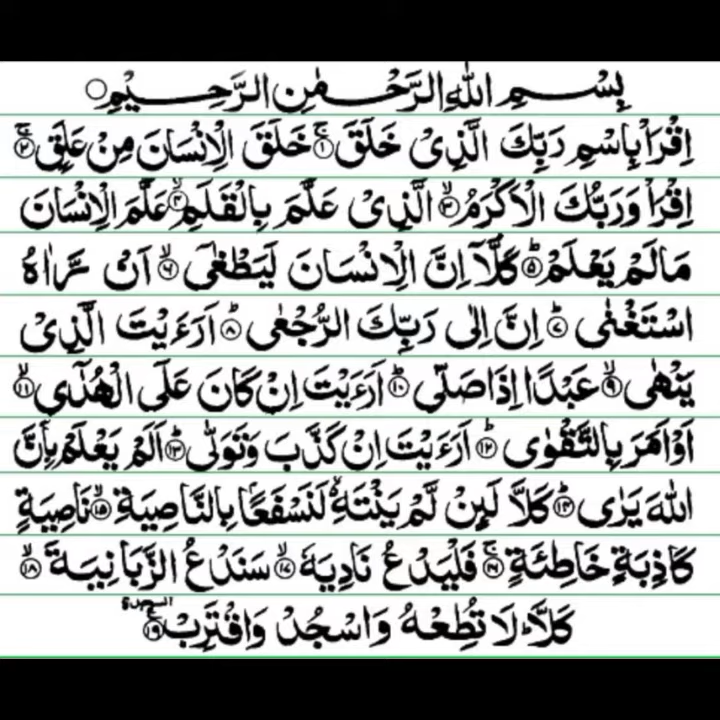 بِسْمِ اللّٰهِ الرَّحْمٰنِ الرَّحِيْمِ ○
اِقْرَاْ بِاسْمِ رَبِّكَ الَّذِيْ خَلَقَ ۚ﴿۱﴾ خَلَقَ الْاِنْسَانَ مِنْ عَلَقٍ ۚ﴿۲﴾
اِقْرَاْ وَرَبُّكَ الْاَكْرَمُ ۙ﴿۳﴾ الَّذِيْ عَلَّمَ بِالْقَلَمِ ۙ﴿۴﴾ عَلَّمَ الْاِنْسَانَ
مَا لَمْ يَعْلَمْ ؕ﴿۵﴾ كَلَّاۤ اِنَّ الْاِنْسَانَ لَيَطْغٰۤى ۙ﴿۶﴾ اَنْ رَّاٰهُ
اسْتَغْنٰى ؕ﴿۷﴾ اِنَّ اِلٰى رَبِّكَ الرُّجْعٰى ؕ﴿۸﴾ اَرَءَيْتَ الَّذِيْ
يَنْهٰى ۙ﴿۹﴾ عَبْدًا اِذَا صَلّٰى ؕ﴿۱۰﴾ اَرَءَيْتَ اِنْ كَانَ عَلَى الْهُدٰۤى ۙ﴿۱۱﴾
اَوْ اَمَرَ بِالتَّقْوٰى ؕ﴿۱۲﴾ اَرَءَيْتَ اِنْ كَذَّبَ وَتَوَلّٰى ؕ﴿۱۳﴾ اَلَمْ يَعْلَمْ بِاَنَّ
اللّٰهَ يَرٰى ؕ﴿۱۴﴾ كَلَّا لَىِٕنْ لَّمْ يَنْتَهِ ۙ لَنَسْفَعًۢا بِالنَّاصِيَةِ ۙ﴿۱۵﴾ نَاصِيَةٍ
كَاذِبَةٍ خَاطِئَةٍ ۚ﴿۱۶﴾ فَلْيَدْعُ نَادِيَهٗ ۙ﴿۱۷﴾ سَنَدْعُ الزَّبَانِيَةَ ۙ﴿۱۸﴾
كَلَّا ؕ لَا تُطِعْهُ وَاسْجُدْ وَاقْتَرِبْ ﴿۱۹﴾ السجدة